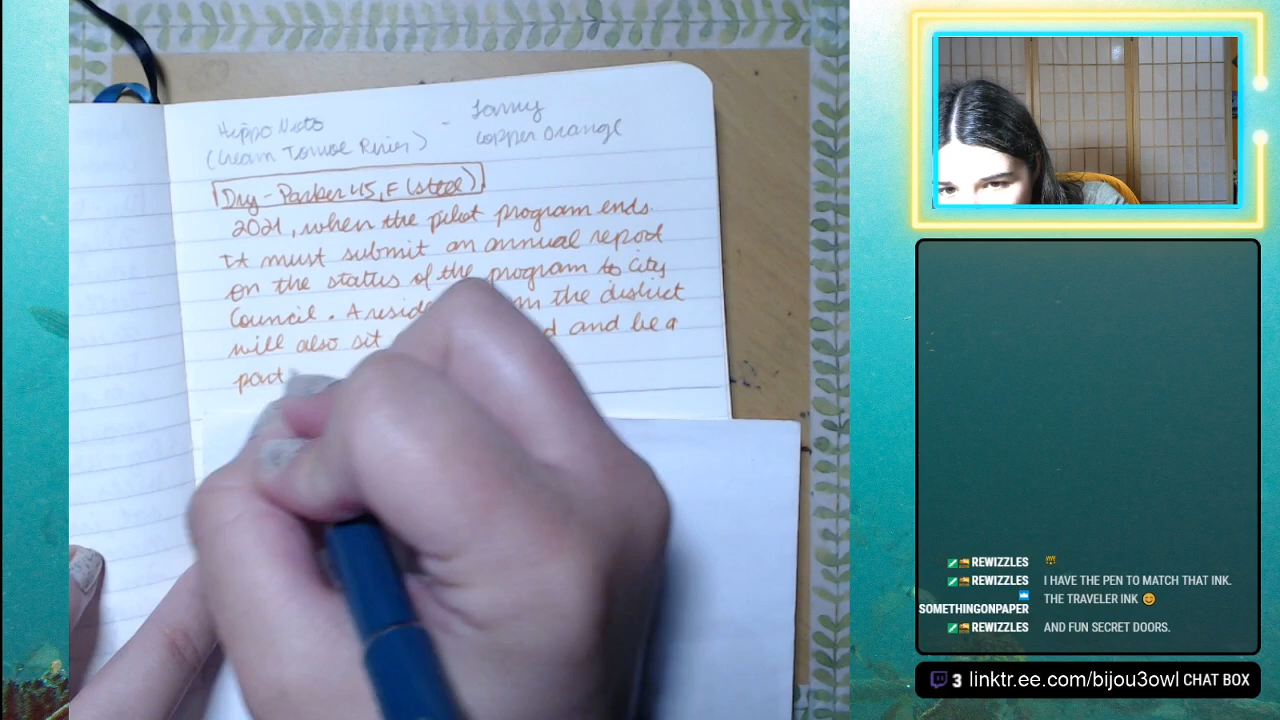 Hippo Noto
(Cream Tomoe River)
- Lamy
Copper Orange
Dry - Parker 45, F (steel)
2021, when the pilot program ends.
It must submit an annual report
on the status of the program to City
Council. A the district
will also sit and be a
part
REWIZZLES
REWIZZLES I HAVE THE PEN TO MATCH THAT INK.
SOMETHINGONPAPER THE TRAVELER INK 😊
REWIZZLES AND FUN SECRET DOORS.
3 linktr.ee.com/bijou3owl CHAT BOX